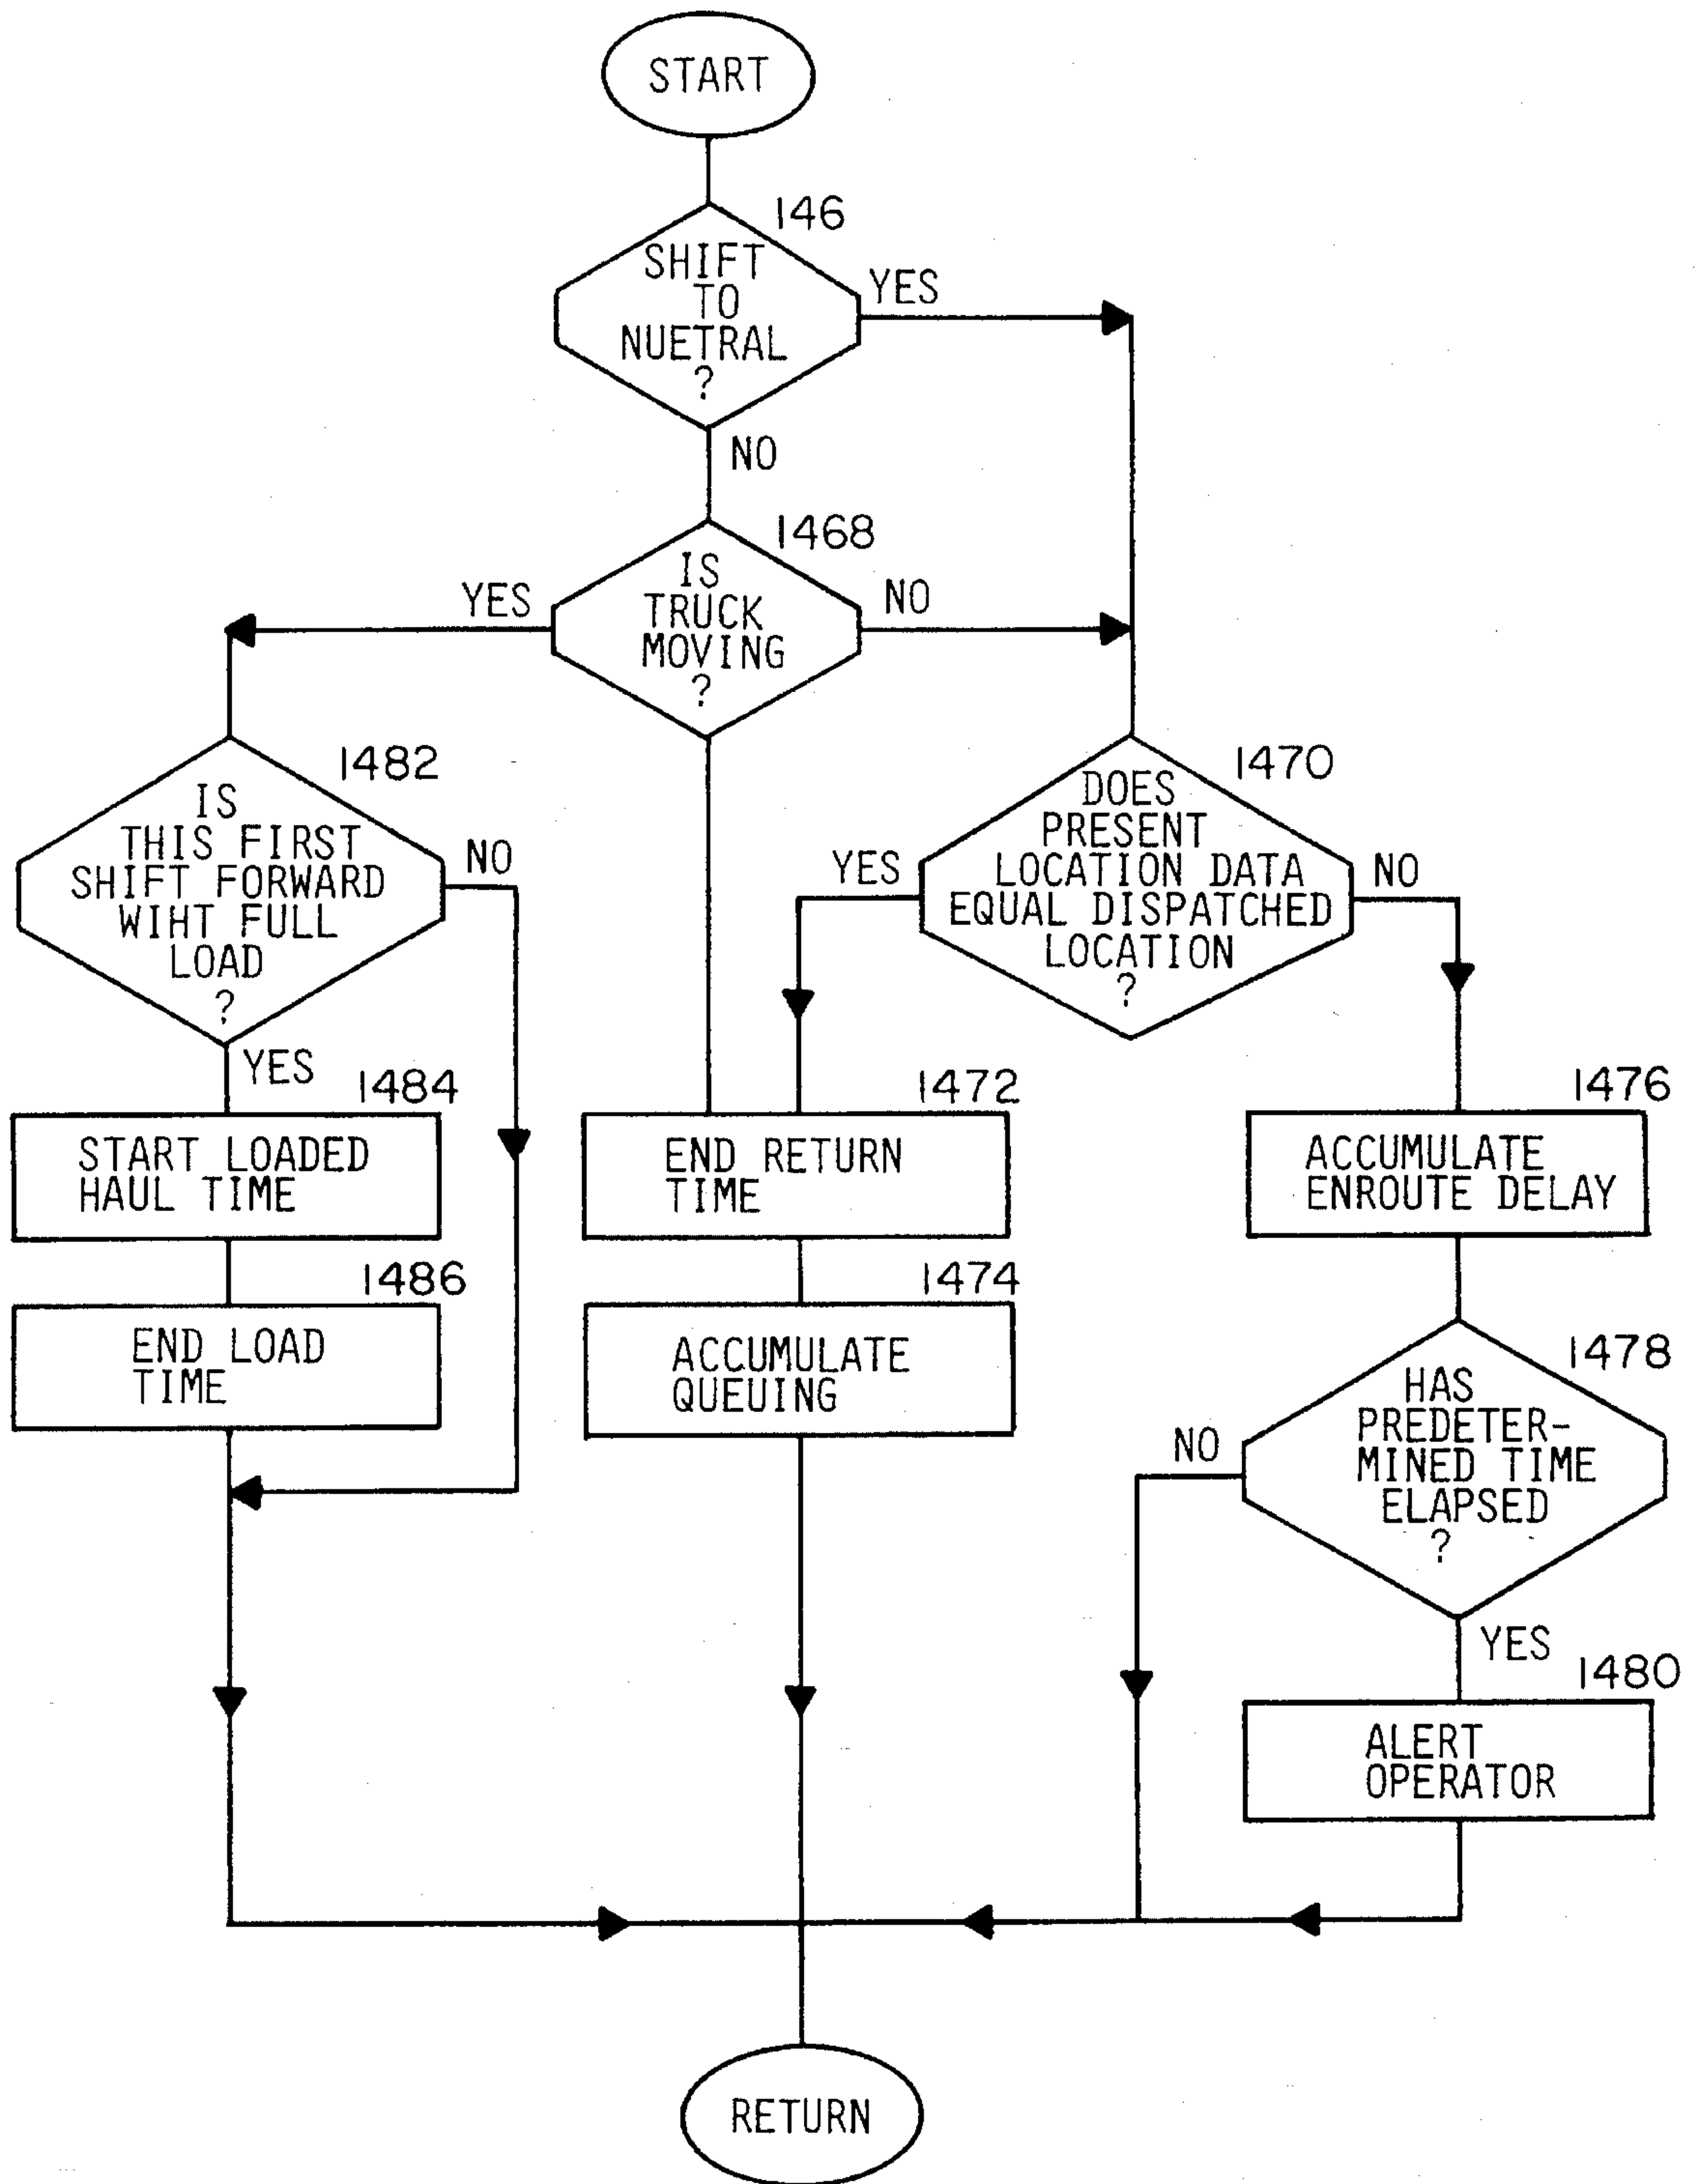 START
146
SHIFT
TO
NUETRAL
?
YES
NO
1468
IS
TRUCK
MOVING
?
YES
NO
1482
IS
THIS FIRST
SHIFT FORWARD
WIHT FULL
LOAD
?
NO
YES
1470
DOES
PRESENT
LOCATION DATA
EQUAL DISPATCHED
LOCATION
?
YES
NO
1484
START LOADED
HAUL TIME
1486
END LOAD
TIME
1472
END RETURN
TIME
1474
ACCUMULATE
QUEUING
1476
ACCUMULATE
ENROUTE DELAY
1478
HAS
PREDETER-
MINED TIME
ELAPSED
?
NO
YES
1480
ALERT
OPERATOR
RETURN